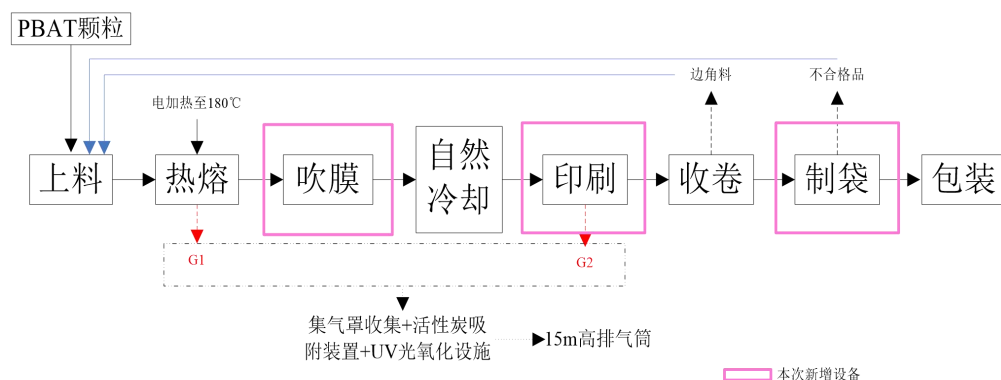 PBAT颗粒
边角料
不合格品
电加热至180℃
上料
热熔
吹膜
自然
冷却
印刷
收卷
制袋
包装
G1
G2
集气罩收集+活性炭吸
附装置+UV光氧化设施
15m高排气筒
本次新增设备